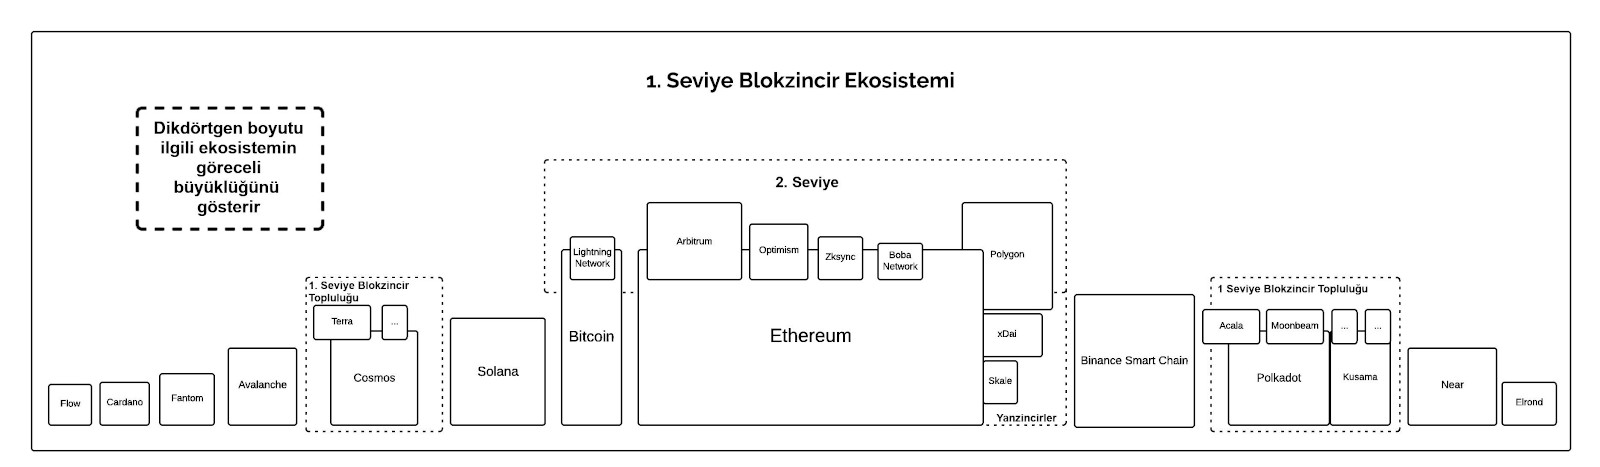 1. Seviye Blokzincir Ekosistemi
Dikdörtgen boyutu
ilgili ekosistemin
göreceli
büyüklüğünü
gösterir
2. Seviye
Lightning
Network
Arbitrum
Optimism
Zksync
Boba
Network
Polygon
1. Seviye Blokzincir
Topluluğu
Terra
...
Flow
Cardano
Fantom
Avalanche
Cosmos
Solana
Bitcoin
Ethereum
xDai
Skale
Yanzincirler
Binance Smart Chain
1 Seviye Blokzincir Topluluğu
Acala
Moonbeam
...
...
Polkadot
Kusama
Near
Elrond